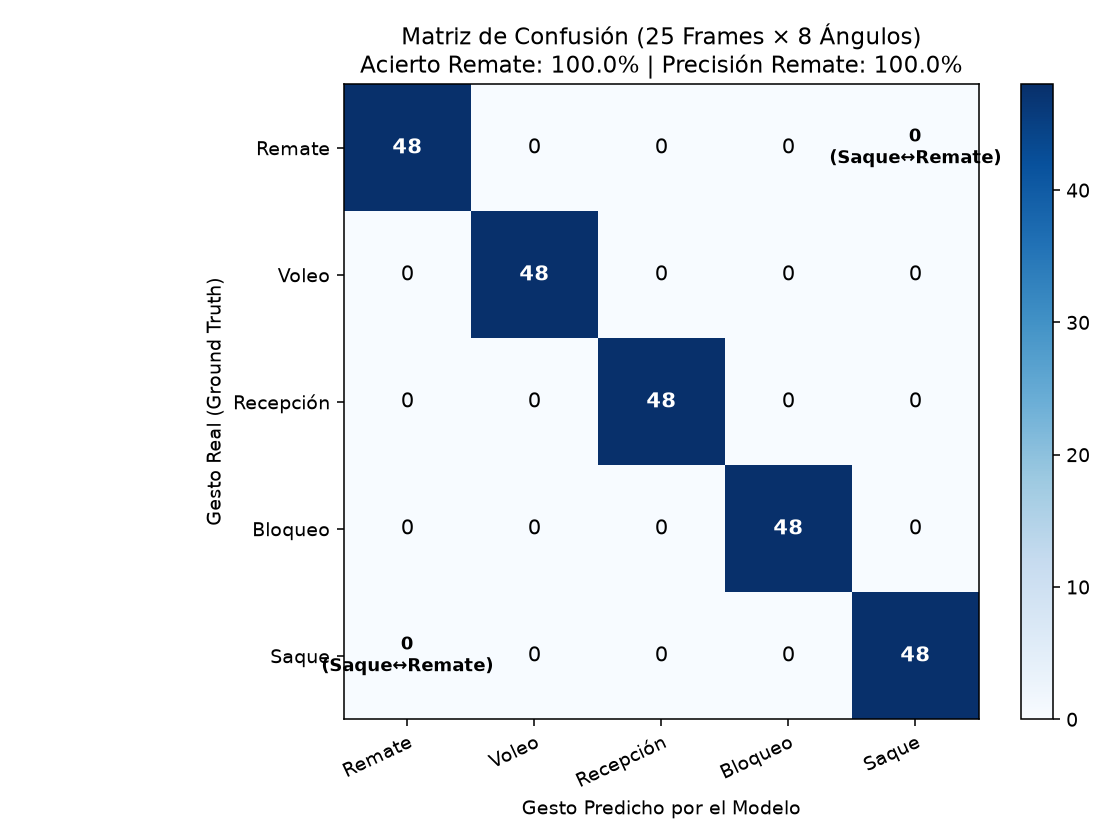 Matriz de Confusión (25 Frames × 8 Ángulos)
Acierto Remate: 100.0% | Precisión Remate: 100.0%
Gesto Real (Ground Truth)
Remate 48 0 0 0 0
(Saque↔Remate)
Voleo 0 48 0 0 0
Recepción 0 0 48 0 0
Bloqueo 0 0 0 48 0
Saque 0 0 0 0 48
(Saque↔Remate)
Remate Voleo Recepción Bloqueo Saque
Gesto Predicho por el Modelo
40
30
20
10
0